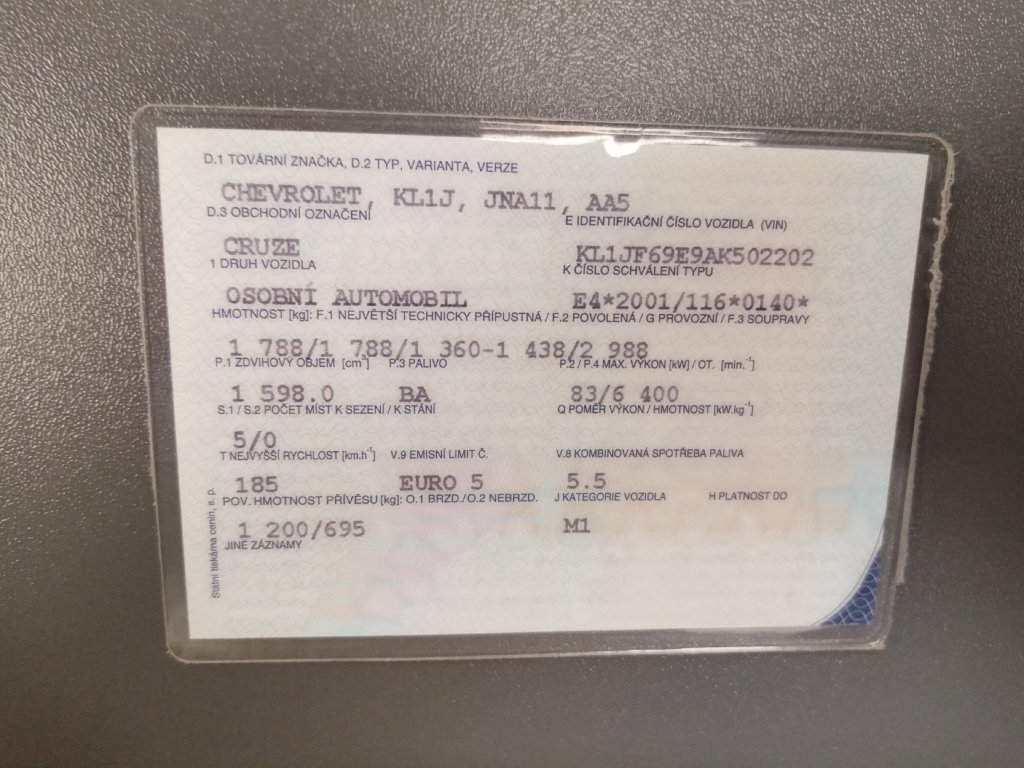 D.1 TOVÁRNÍ ZNAČKA, D.2 TYP, VARIANTA, VERZE
CHEVROLET, KL1J, JNA11, AA5
D.3 OBCHODNÍ OZNAČENÍ E IDENTIFIKAČNÍ ČÍSLO VOZIDLA (VIN)
CRUZE KL1JF69E9AK502202
1 DRUH VOZIDLA K ČÍSLO SCHVÁLENÍ TYPU
OSOBNÍ AUTOMOBIL E4*2001/116*0140*
HMOTNOST [kg]: F.1 NEJVĚTŠÍ TECHNICKY PŘÍPUSTNÁ / F.2 POVOLENÁ / G PROVOZNÍ / F.3 SOUPRAVY
1 788/1 788/1 360-1 438/2 988
P.1 ZDVIHOVÝ OBJEM [cm³] P.3 PALIVO P.2 / P.4 MAX. VÝKON [kW] / OT. [min.⁻¹]
1 598.0 BA 83/6 400
S.1 / S.2 POČET MÍST K SEZENÍ / K STÁNÍ Q POMĚR VÝKON / HMOTNOST [kW.kg⁻¹]
5/0
T NEJVYŠŠÍ RYCHLOST [km.h⁻¹] V.9 EMISNÍ LIMIT Č. V.8 KOMBINOVANÁ SPOTŘEBA PALIVA
185 EURO 5 5.5
POV. HMOTNOST PŘÍVĚSU [kg]: O.1 BRZD./O.2 NEBRZD. J KATEGORIE VOZIDLA H PLATNOST DO
1 200/695 M1
JINÉ ZÁZNAMY
Státní tiskárna cenin, s. p.